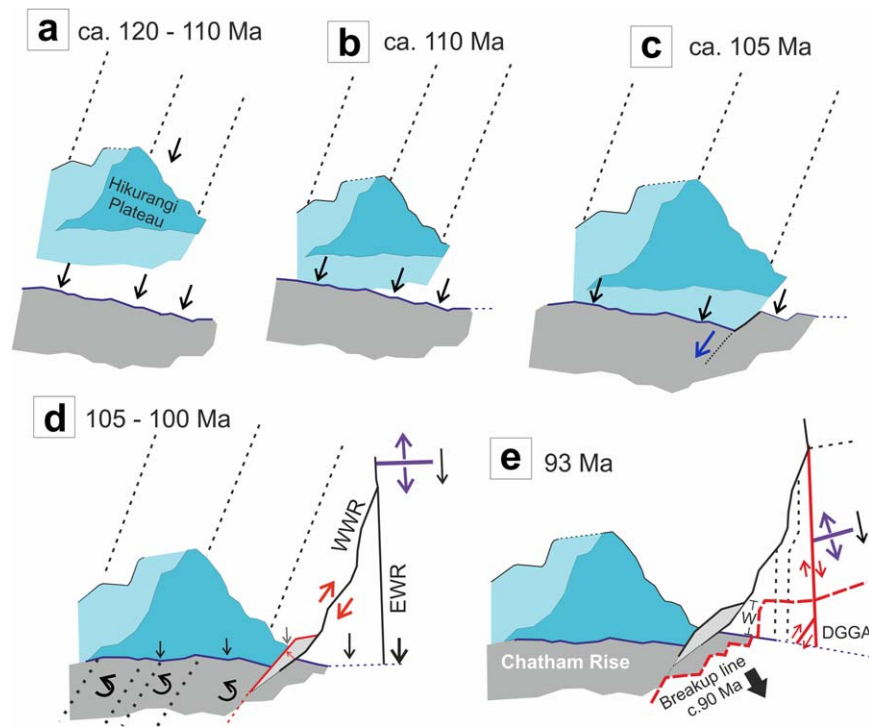 a ca. 120 - 110 Ma
b ca. 110 Ma
c ca. 105 Ma
Hikurangi
Plateau
d 105 - 100 Ma
WWR
EWR
e 93 Ma
W
DGGA
Chatham Rise
Breakup line
c.90 Ma